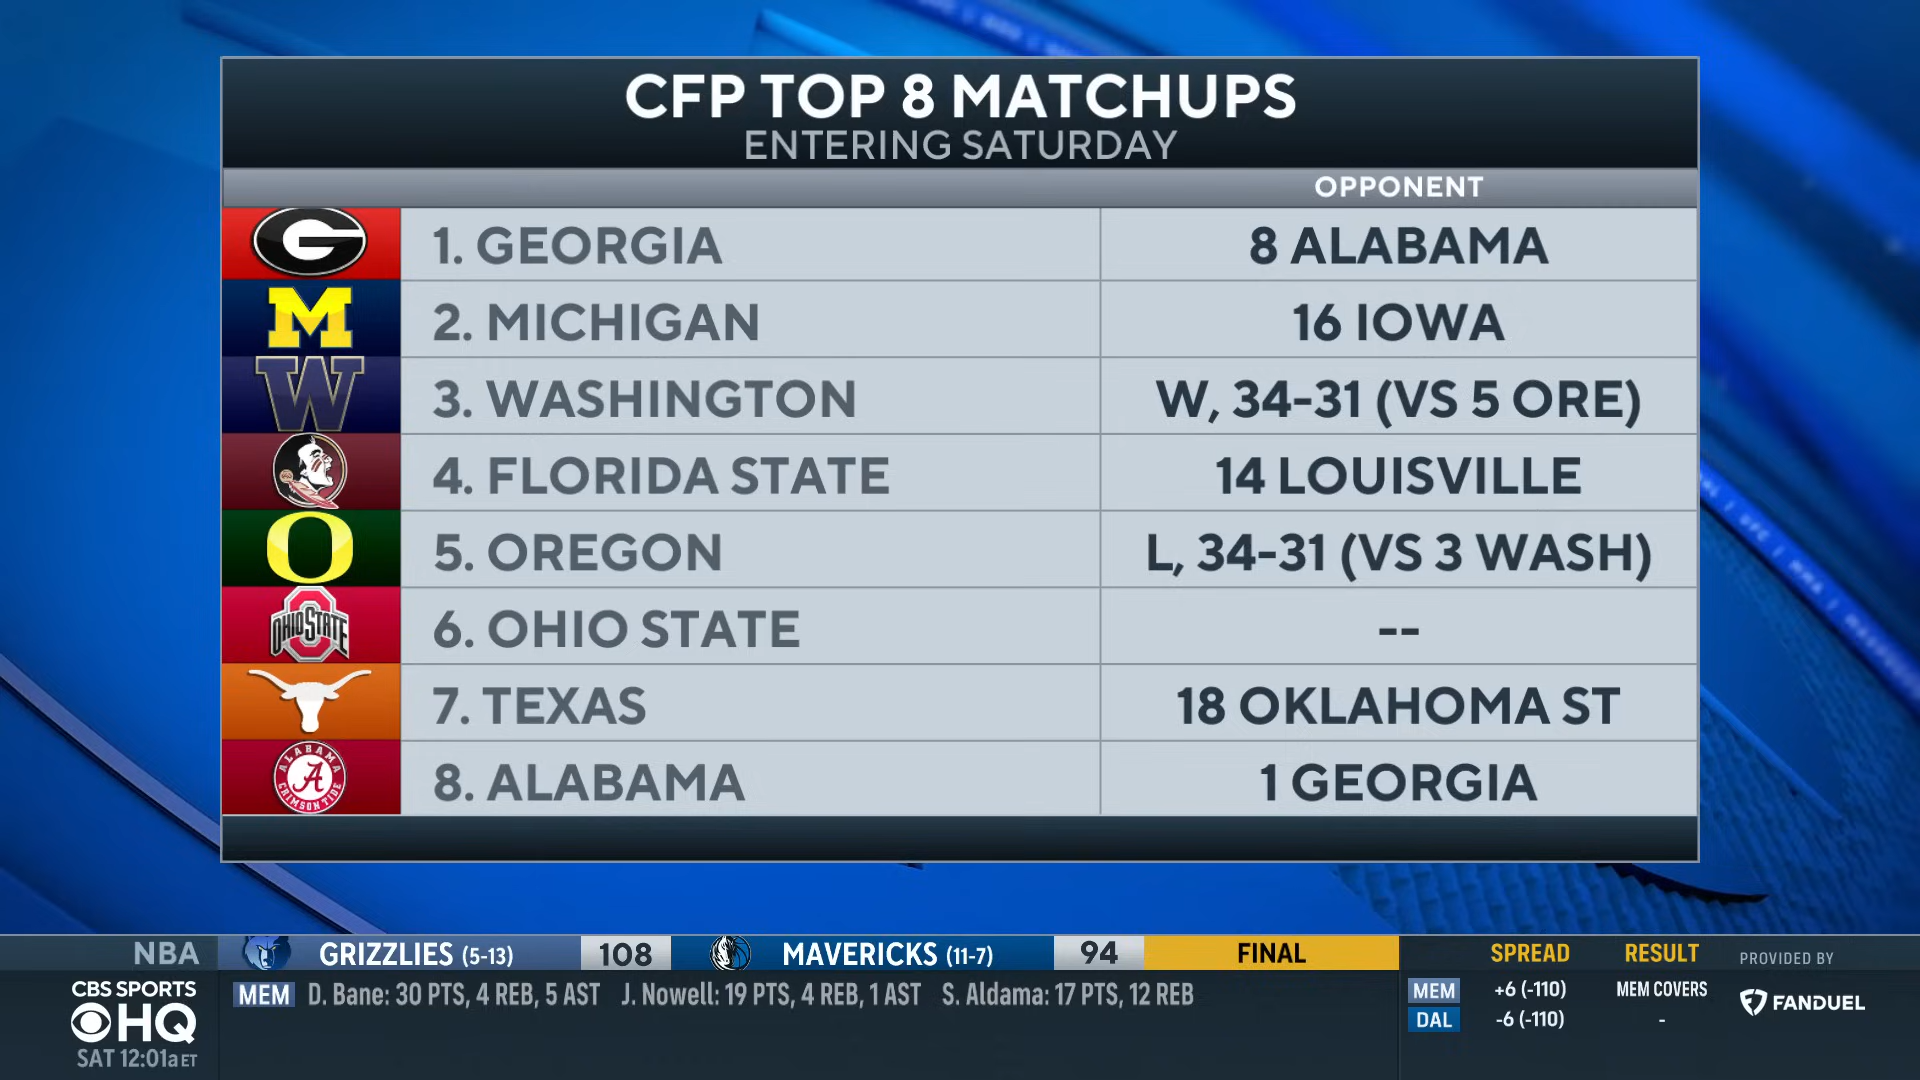 CFP TOP 8 MATCHUPS
ENTERING SATURDAY
OPPONENT
1. GEORGIA 8 ALABAMA
2. MICHIGAN 16 IOWA
3. WASHINGTON W, 34-31 (VS 5 ORE)
4. FLORIDA STATE 14 LOUISVILLE
5. OREGON L, 34-31 (VS 3 WASH)
OHIO STATE
6. OHIO STATE --
7. TEXAS 18 OKLAHOMA ST
ALABAMA A CRIMSON TIDE
8. ALABAMA 1 GEORGIA
NBA GRIZZLIES (5-13) 108 MAVERICKS (11-7) 94 FINAL SPREAD RESULT PROVIDED BY
CBS SPORTS HQ
SAT 12:01a ET
MEM D. Bane: 30 PTS, 4 REB, 5 AST J. Nowell: 19 PTS, 4 REB, 1 AST S. Aldama: 17 PTS, 12 REB
MEM +6 (-110) MEM COVERS
DAL -6 (-110) -
FANDUEL